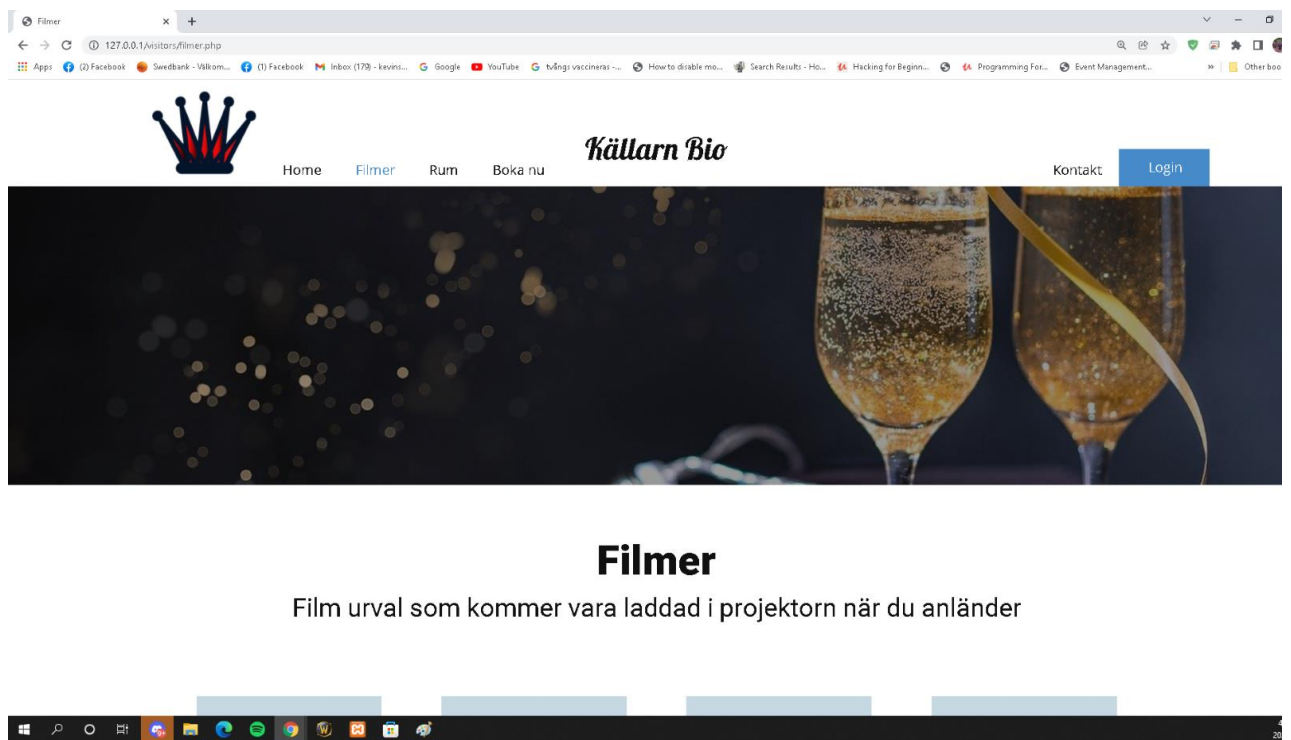 Filmer
127.0.0.1/visitors/filmer.php
Apps (2) Facebook Swedbank - Välkom... (1) Facebook Inbox (179) - kevins... Google YouTube tvångs vaccineras -... How to disable mo... Search Results - Ho... Hacking for Beginn... Programming For... Event Management... » Other boo
Källarn Bio
Home Filmer Rum Boka nu Kontakt Login
Filmer
Film urval som kommer vara laddad i projektorn när du anländer